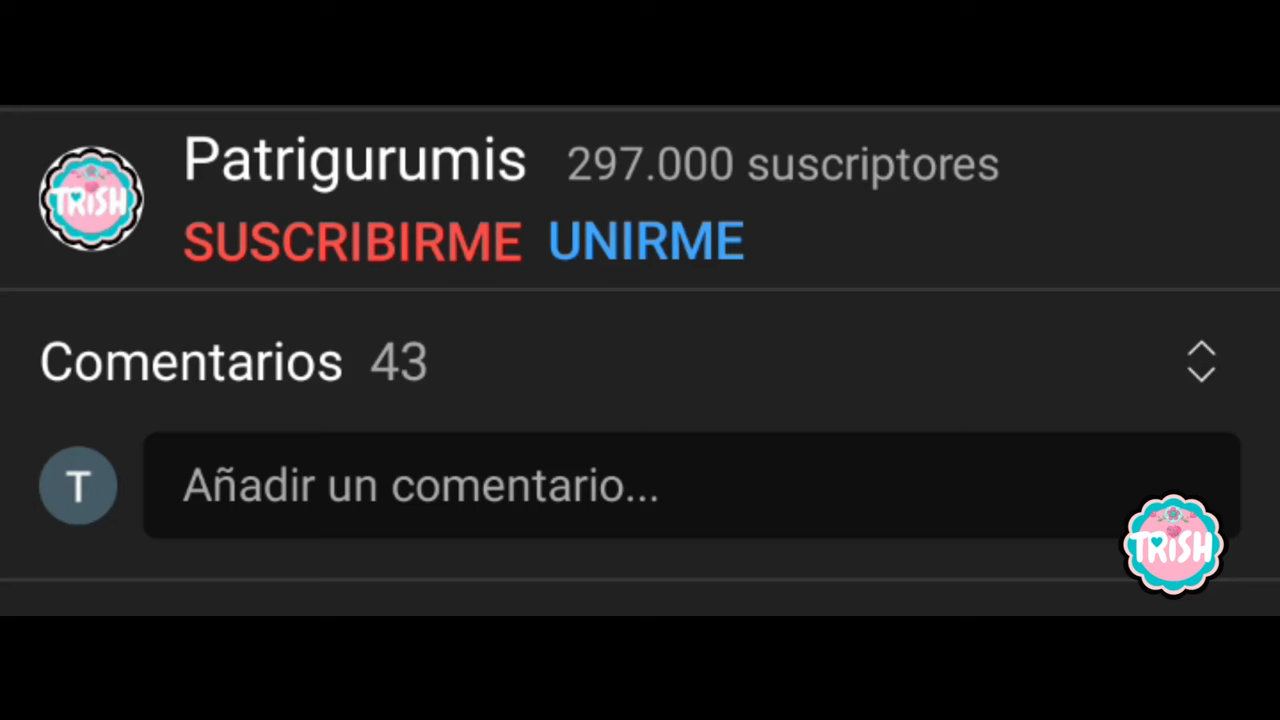 TRISH
Patrigurumis 297.000 suscriptores
SUSCRIBIRME UNIRME
Comentarios 43
T Añadir un comentario...
TRISH